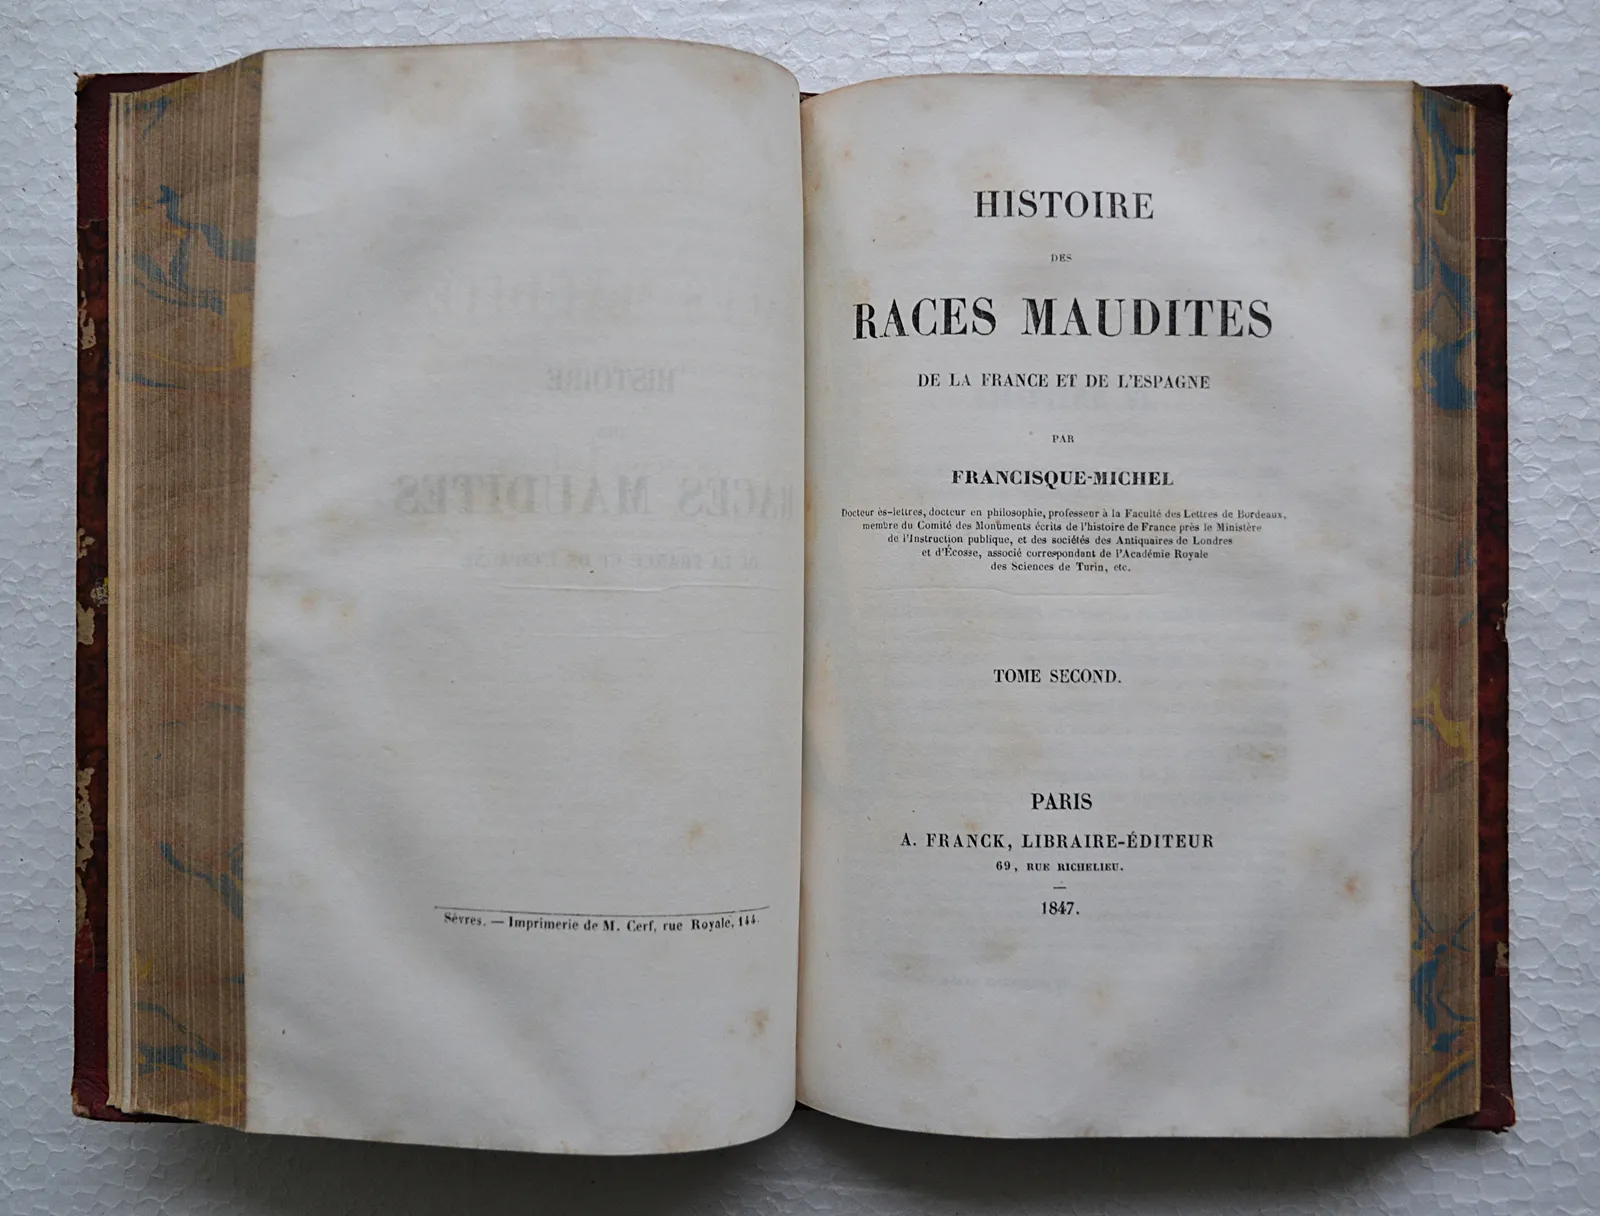 Sèvres. — Imprimerie de M. Cerf, rue Royale, 144.
HISTOIRE
DES
RACES MAUDITES
DE LA FRANCE ET DE L'ESPAGNE
PAR
FRANCISQUE-MICHEL
Docteur ès-lettres, docteur en philosophie, professeur à la Faculté des Lettres de Bordeaux,
membre du Comité des Monuments écrits de l'histoire de France près le Ministère
de l'Instruction publique, et des sociétés des Antiquaires de Londres
et d'Écosse, associé correspondant de l'Académie Royale
des Sciences de Turin, etc.
TOME SECOND.
PARIS
A. FRANCK, LIBRAIRE-ÉDITEUR
69, RUE RICHELIEU.
—
1847.